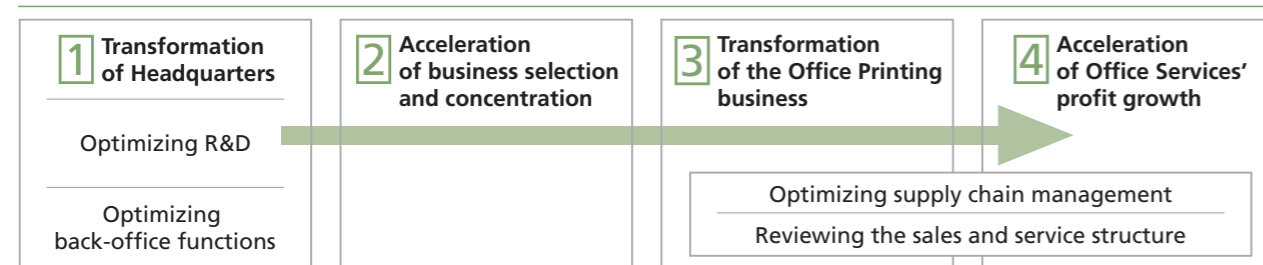 1 Transformation
of Headquarters
Optimizing R&D
Optimizing
back-office functions
2 Acceleration
of business selection
and concentration
3 Transformation
of the Office Printing
business
4 Acceleration
of Office Services’
profit growth
Optimizing supply chain management
Reviewing the sales and service structure